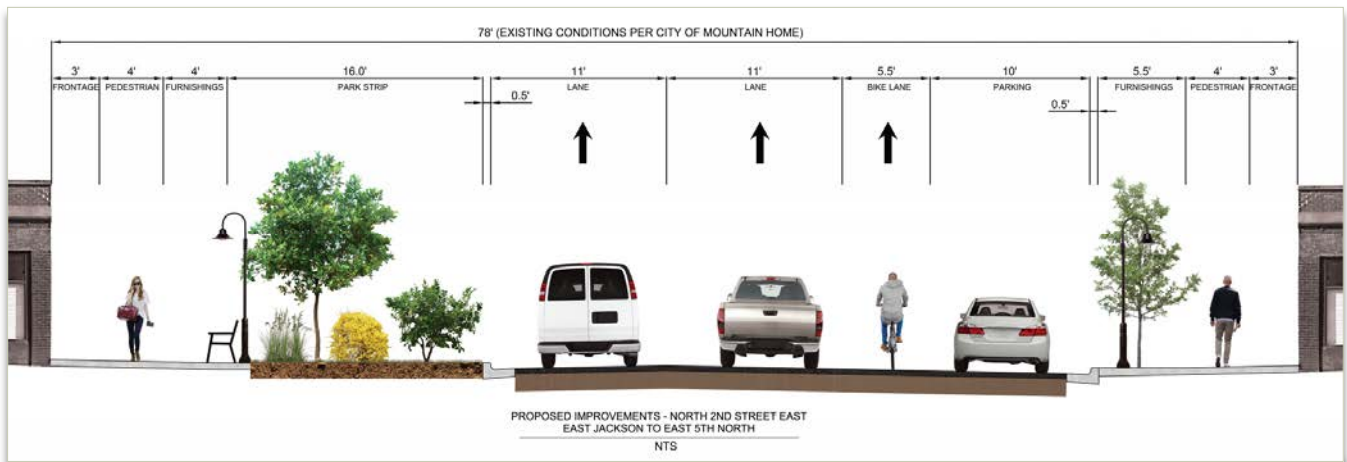 78' (EXISTING CONDITIONS PER CITY OF MOUNTAIN HOME)
3' 4' 4' 16.0' 11' 11' 5.5' 10' 5.5' 4' 3'
FRONTAGE PEDESTRIAN FURNISHINGS PARK STRIP LANE LANE BIKE LANE PARKING FURNISHINGS PEDESTRIAN FRONTAGE
0.5' 0.5'
PROPOSED IMPROVEMENTS - NORTH 2ND STREET EAST
EAST JACKSON TO EAST 5TH NORTH
NTS